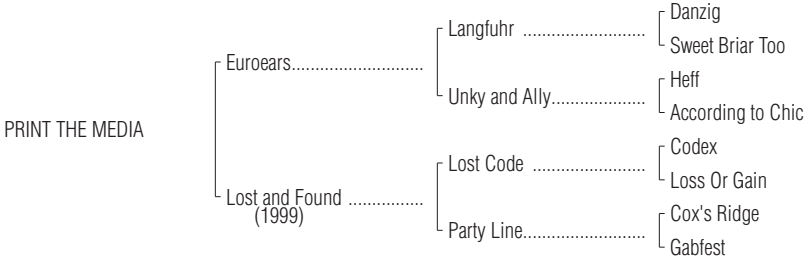 Danzig
Langfuhr ..........................
Sweet Briar Too
Euroears............................
Heff
Unky and Ally....................
According to Chic
PRINT THE MEDIA
Codex
Lost Code ........................
Loss Or Gain
Lost and Found ................
(1999)
Cox's Ridge
Party Line..........................
Gabfest